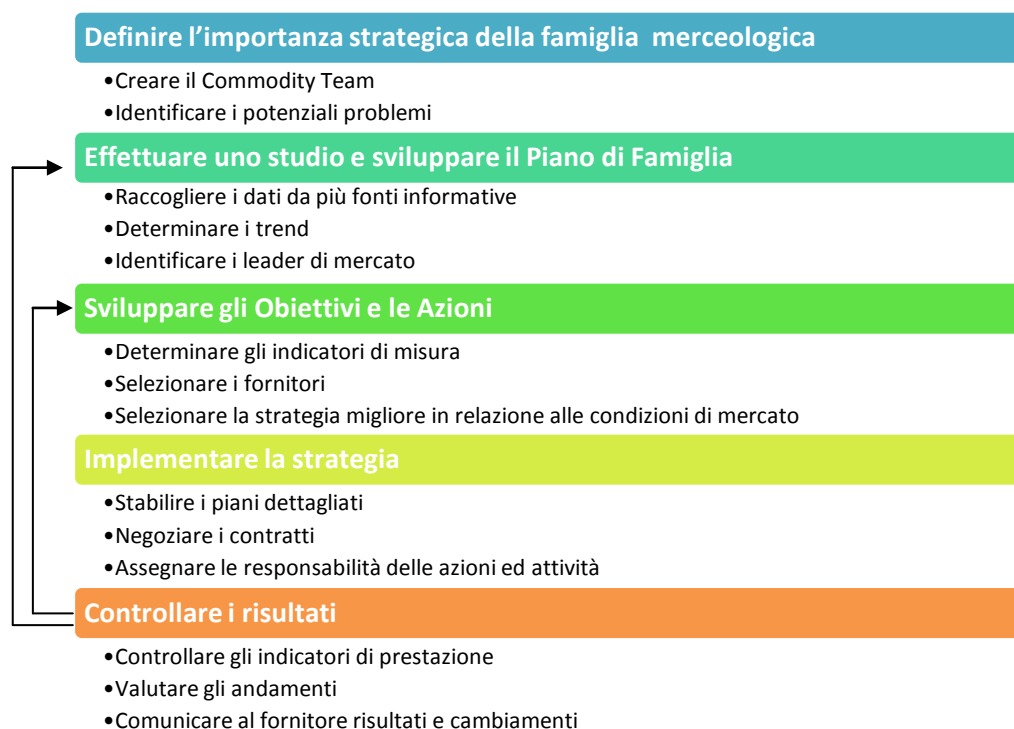 Definire l'importanza strategica della famiglia  merceologica
•Creare il Commodity Team
•Identificare i potenziali problemi
Effettuare uno studio e sviluppare il Piano di Famiglia
•Raccogliere i dati da più fonti informative
•Determinare i trend
•Identificare i leader di mercato
Sviluppare gli Obiettivi e le Azioni
•Determinare gli indicatori di misura
•Selezionare i fornitori
•Selezionare la strategia migliore in relazione alle condizioni di mercato
Implementare la strategia
•Stabilire i piani dettagliati
•Negoziare i contratti
•Assegnare le responsabilità delle azioni ed attività
Controllare i risultati
•Controllare gli indicatori di prestazione
•Valutare gli andamenti
•Comunicare al fornitore risultati e cambiamenti